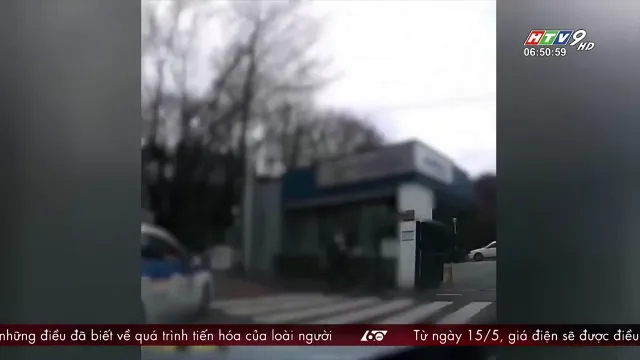 HTV9 HD
06:50:59
những điều đã biết về quá trình tiến hóa của loài người 60 Từ ngày 15/5, giá điện sẽ được điều